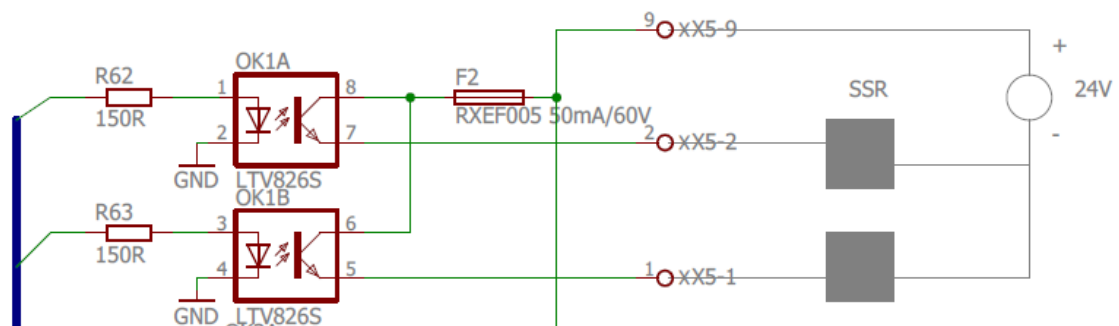 9
xX5-9
+
OK1A
R62
1
8
F2
SSR
24V
150R
RXEF005 50mA/60V
2
7
2
xX5-2
-
GND
LTV826S
OK1B
R63
3
6
150R
4
5
1
xX5-1
GND
LTV826S